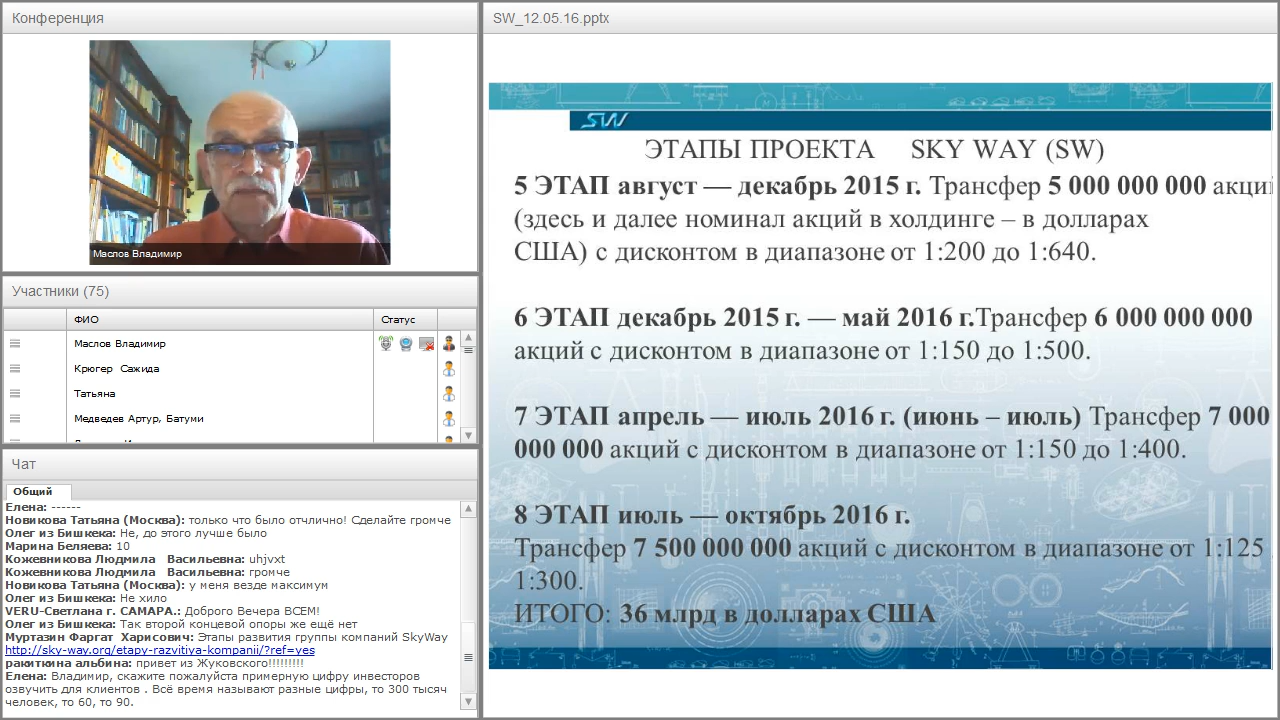 Конференция
Маслов Владимир
Участники (75)
ФИО Статус
Маслов Владимир
Крюгер Сажида
Татьяна
Медведев Артур, Батуми
Чат
Общий
Елена: ------
Новикова Татьяна (Москва): только что было отчлично! Сделайте громче
Олег из Бишкека: Не, до этого лучше было
Марина Беляева: 10
Кожевникова Людмила Васильевна: uhjvxt
Кожевникова Людмила Васильевна: громче
Новикова Татьяна (Москва): у меня везде максимум
Олег из Бишкека: Не хило
VERU-Светлана г. САМАРА.: Доброго Вечера ВСЕМ!
Олег из Бишкека: Так второй концевой опоры же ещё нет
Муртазин Фаргат Харисович: Этапы развития группы компаний SkyWay
http://sky-way.org/etapy-razvitiya-kompanii/?ref=yes
ракиткина альбина: привет из Жуковского!!!!!!!!!
Елена: Владимир, скажите пожалуйста примерную цифру инвесторов
озвучить для клиентов . Всё время называют разные цифры, то 300 тысяч
человек, то 60, то 90.
SW_12.05.16.pptx
SW
ЭТАПЫ ПРОЕКТА SKY WAY (SW)
5 ЭТАП август — декабрь 2015 г. Трансфер 5 000 000 000 акций
(здесь и далее номинал акций в холдинге – в долларах
США) с дисконтом в диапазоне от 1:200 до 1:640.
6 ЭТАП декабрь 2015 г. — май 2016 г.Трансфер 6 000 000 000
акций с дисконтом в диапазоне от 1:150 до 1:500.
7 ЭТАП апрель — июль 2016 г. (июнь – июль) Трансфер 7 000
000 000 акций с дисконтом в диапазоне от 1:150 до 1:400.
8 ЭТАП июль — октябрь 2016 г.
Трансфер 7 500 000 000 акций с дисконтом в диапазоне от 1:125
1:300.
ИТОГО: 36 млрд в долларах США